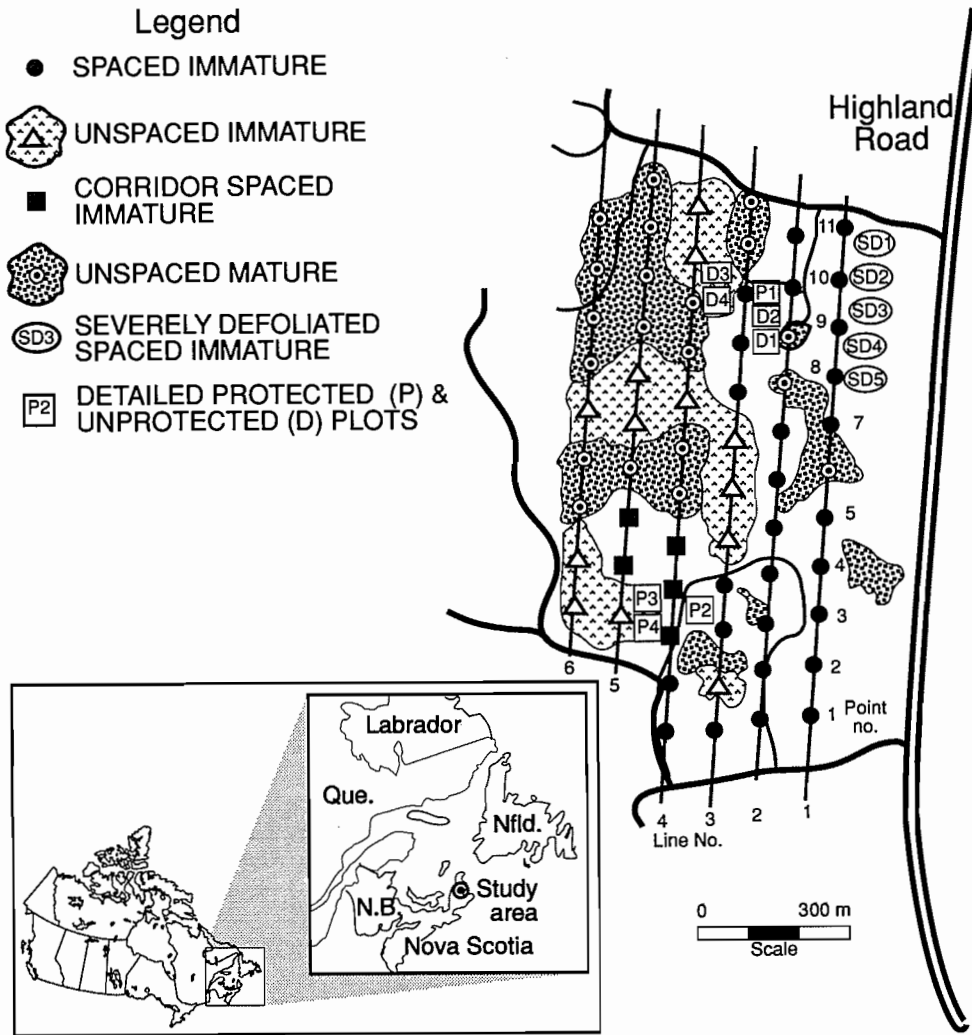 Legend
SPACED IMMATURE
UNSPACED IMMATURE
CORRIDOR SPACED
IMMATURE
UNSPACED MATURE
SD3
SEVERELY DEFOLIATED
SPACED IMMATURE
P2
DETAILED PROTECTED (P) &
UNPROTECTED (D) PLOTS
Highland
Road
11
SD1
10
SD2
SD3
9
SD4
8
SD5
7
5
4
3
2
1
Point
no.
D3
D4
P1
D2
D1
P3
P2
P4
6
5
4
3
2
1
Line No.
0
300 m
Scale
Labrador
Que.
Nfld.
N.B.
Study
area
Nova Scotia